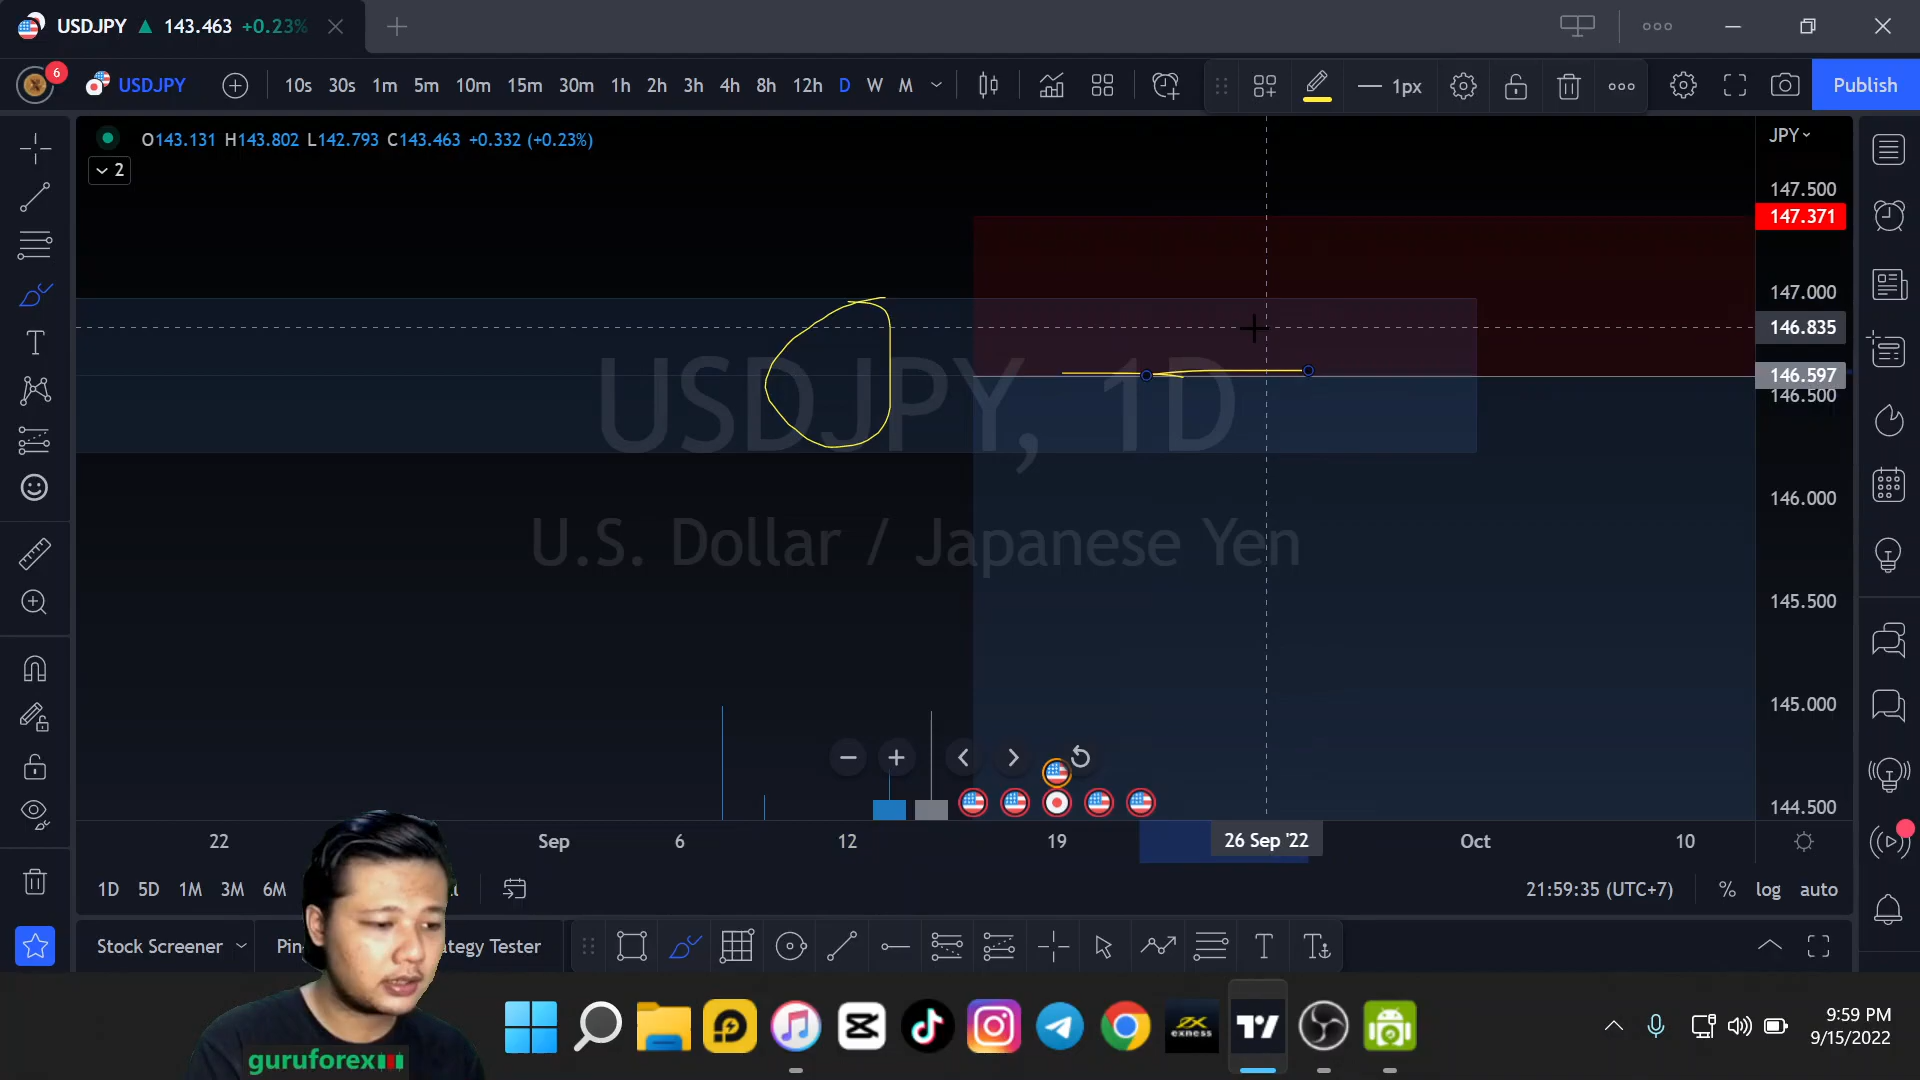 USDJPY 143.463 +0.23%
6 USDJPY 10s 30s 1m 5m 10m 15m 30m 1h 2h 3h 4h 8h 12h D W M 1px Publish
O143.131 H143.802 L142.793 C143.463 +0.332 (+0.23%)
2
JPY
147.500
147.371
147.000
146.835
146.597
146.500
146.000
145.500
145.000
144.500
USDJPY, 1D
U.S. Dollar / Japanese Yen
22 Sep 6 12 19 26 Sep '22 Oct 10
1D 5D 1M 3M 6M 21:59:35 (UTC+7) % log auto
Stock Screener Pin ategy Tester
exness
guruforex
9:59 PM
9/15/2022